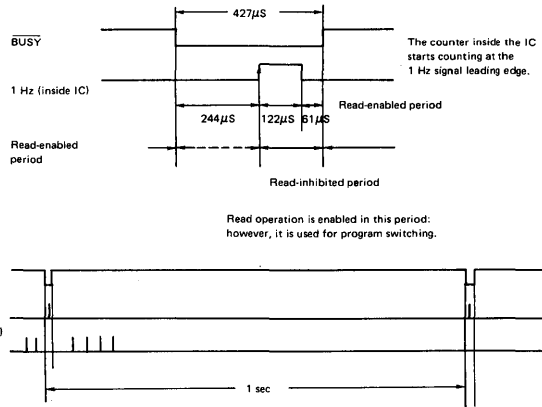 427μS
BUSY
The counter inside the IC
starts counting at the
1 Hz signal leading edge.
1 Hz (inside IC)
Read-enabled period
244μS
122μS
61μS
Read-enabled
period
Read-inhibited period
Read operation is enabled in this period:
however, it is used for program switching.
)
1 sec